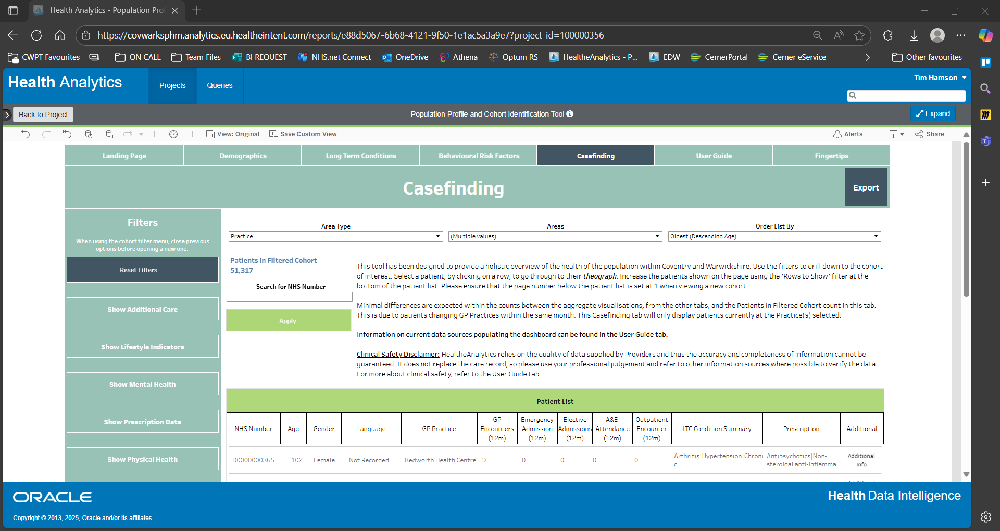 Health Analytics - Population Prof
https://covwarksphm.analytics.eu.healtheintent.com/reports/e88d5067-6b68-4121-9f50-1e1ac5a3a9e7?project_id=100000356
CWPT Favourites ON CALL Team Files BI REQUEST NHS.net Connect OneDrive Athena Optum RS HealtheAnalytics - P... EDW CernerPortal Cerner eService Other favourites
Health Analytics Projects Queries Tim Hamson
Back to Project Population Profile and Cohort Identification Tool Expand
View: Original Save Custom View Alerts Share
Landing Page Demographics Long Term Conditions Behavioural Risk Factors Casefinding User Guide Fingertips
Casefinding
Export
Filters
When using the cohort filter menu, close previous
options before opening a new one.
Reset Filters
Show Additional Care
Show Lifestyle Indicators
Show Mental Health
Show Prescription Data
Show Physical Health
Area Type Areas Order List By
Practice (Multiple values) Oldest (Descending Age)
Patients in Filtered Cohort
51,317
Search for NHS Number
Apply
This tool has been designed to provide a holistic overview of the health of the population within Coventry and Warwickshire. Use the filters to drill down to the cohort
of interest. Select a patient, by clicking on a row, to go through to their theograph. Increase the patients shown on the page using the 'Rows to Show' filter at the
bottom of the patient list. Please ensure that the page number below the patient list is set at 1 when viewing a new cohort.
Minimal differences are expected within the counts between the aggregate visualisations, from the other tabs, and the Patients in Filtered Cohort count in this tab.
This is due to patients changing GP Practices within the same month. This Casefinding tab will only display patients currently at the Practice(s) selected.
Information on current data sources populating the dashboard can be found in the User Guide tab.
Clinical Safety Disclaimer: HealtheAnalytics relies on the quality of data supplied by Providers and thus the accuracy and completeness of information cannot be
guaranteed. It does not replace the care record, so please use your professional judgement and refer to other information sources where possible to verify the data.
For more about clinical safety, refer to the User Guide tab.
Patient List
NHS Number Age Gender Language GP Practice GP Encounters (12m) Emergency Admission (12m) Elective Admissions (12m) A&E Attendance (12m) Outpatient Encounter (12m) LTC Condition Summary Prescription Additional
D0000000365 102 Female Not Recorded Bedworth Health Centre 9 0 0 0 0 Arthritis|Hypertension|Chroni c.. Antipsychotics|Non-steroidal anti-inflamma.. Additional Info
ORACLE
Health Data Intelligence
Copyright © 2013, 2025, Oracle and/or its affiliates.